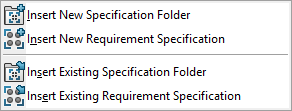 Insert New Specification Folder
Insert New Requirement Specification
Insert Existing Specification Folder
Insert Existing Requirement Specification